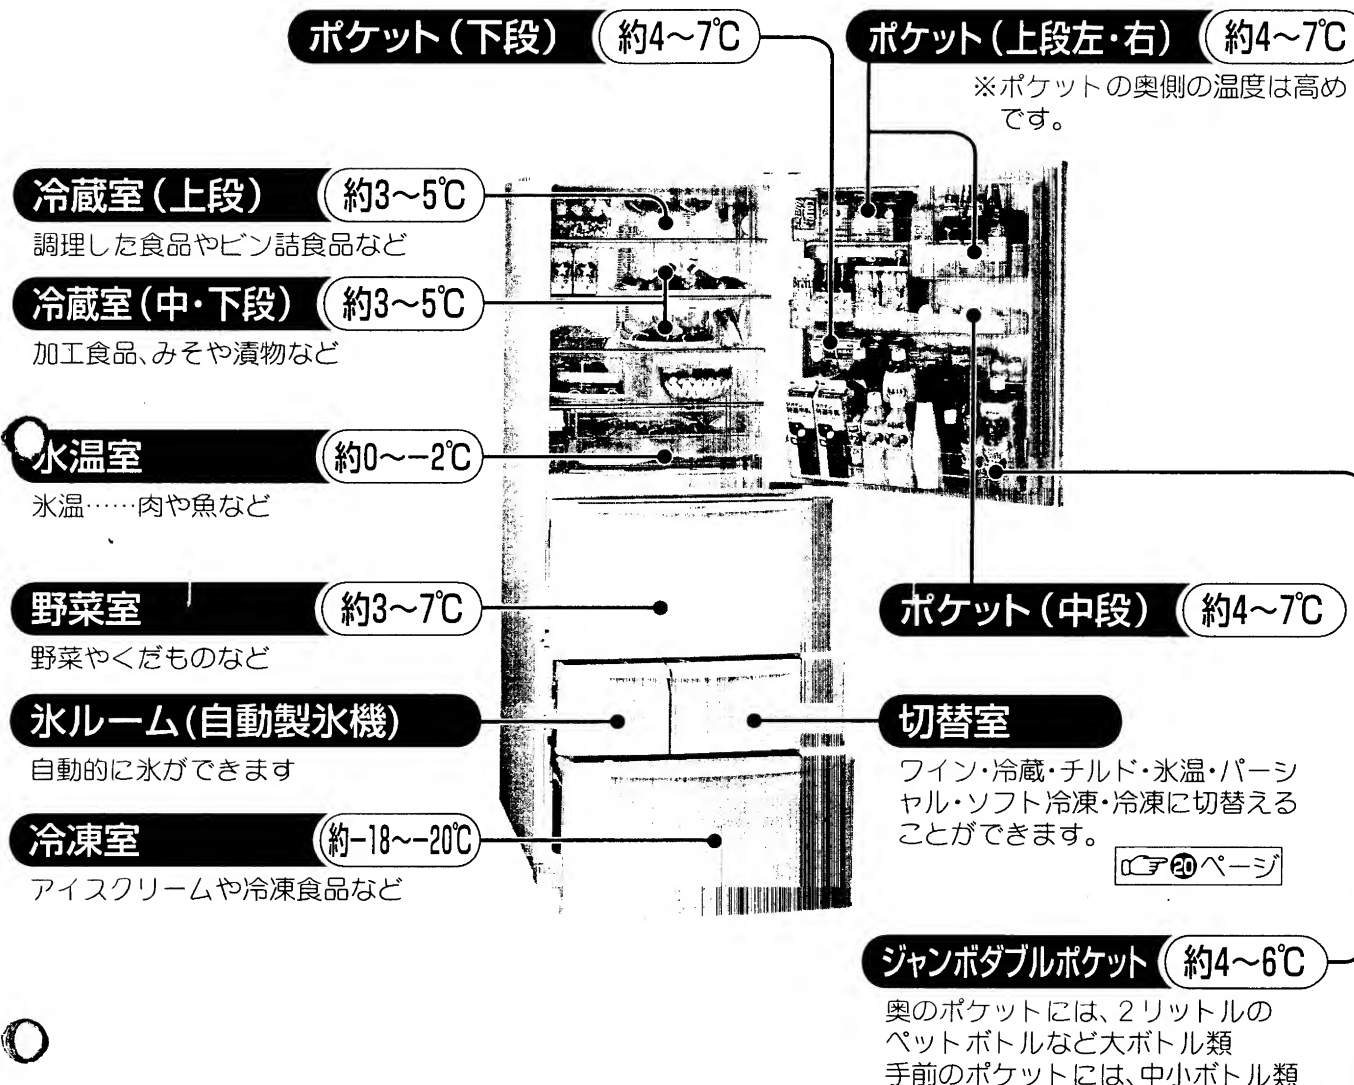 ポケット(下段) 約4～7℃
ポケット(上段左・右) 約4～7℃
※ポケットの奥側の温度は高め
です。
冷蔵室(上段) 約3～5℃
調理した食品やビン詰食品など
冷蔵室(中・下段) 約3～5℃
加工食品、みそや漬物など
氷温室 約0～-2℃
氷温……肉や魚など
野菜室 約3～7℃
野菜やくだものなど
ポケット(中段) 約4～7℃
氷ルーム(自動製氷機)
自動的に氷ができます
切替室
ワイン・冷蔵・チルド・氷温・パーシ
ャル・ソフト冷凍・冷凍に切替える
ことができます。
☞⓴ページ
冷凍室 約-18～-20℃
アイスクリームや冷凍食品など
ジャンボダブルポケット 約4～6℃
奥のポケットには、2リットルの
ペットボトルなど大ボトル類
手前のポケットには、中小ボトル類